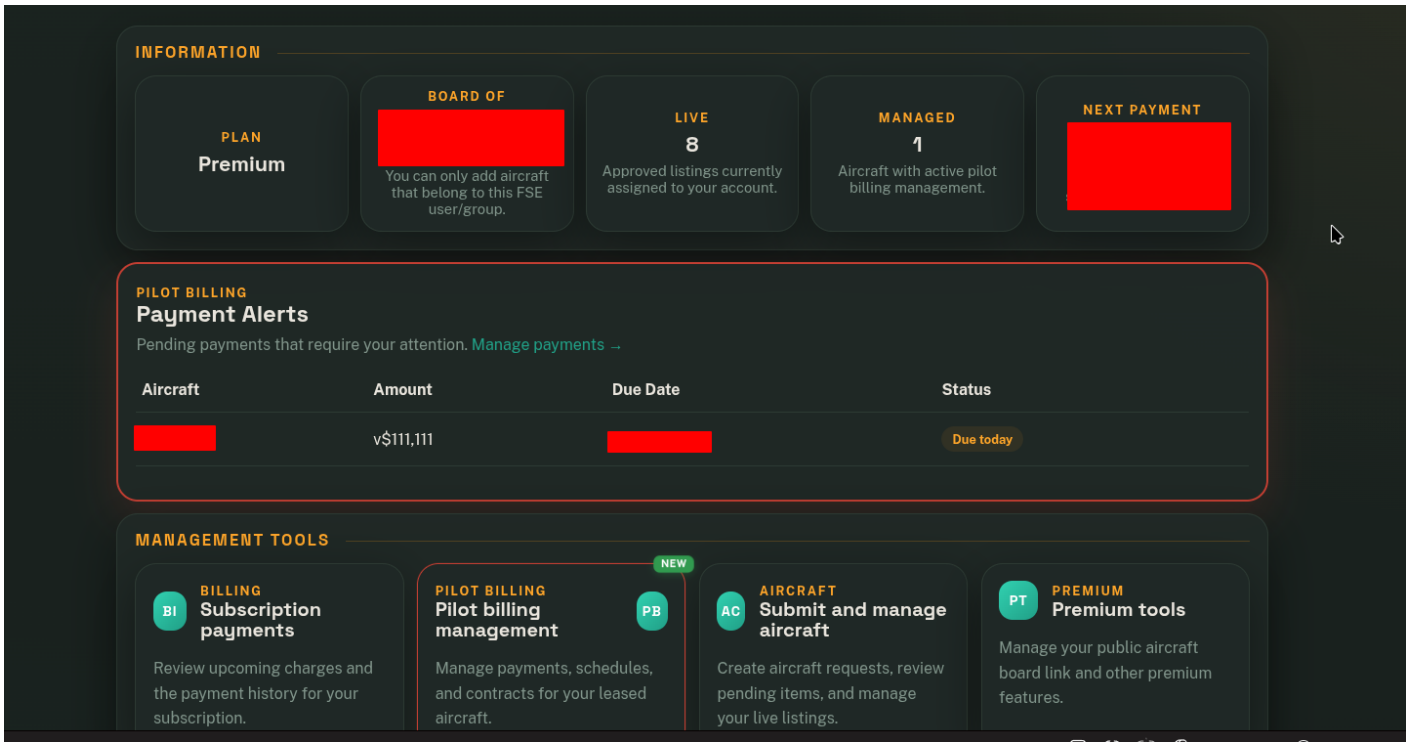 INFORMATION
PLAN
Premium
BOARD OF
You can only add aircraft
that belong to this FSE
user/group.
LIVE
8
Approved listings currently
assigned to your account.
MANAGED
1
Aircraft with active pilot
billing management.
NEXT PAYMENT
PILOT BILLING
Payment Alerts
Pending payments that require your attention. Manage payments →
Aircraft Amount Due Date Status
v$111,111 Due today
MANAGEMENT TOOLS
BI
BILLING
Subscription
payments
Review upcoming charges and
the payment history for your
subscription.
NEW
PILOT BILLING
Pilot billing
management
PB
Manage payments, schedules,
and contracts for your leased
aircraft.
AC
AIRCRAFT
Submit and manage
aircraft
Create aircraft requests, review
pending items, and manage
your live listings.
PT
PREMIUM
Premium tools
Manage your public aircraft
board link and other premium
features.